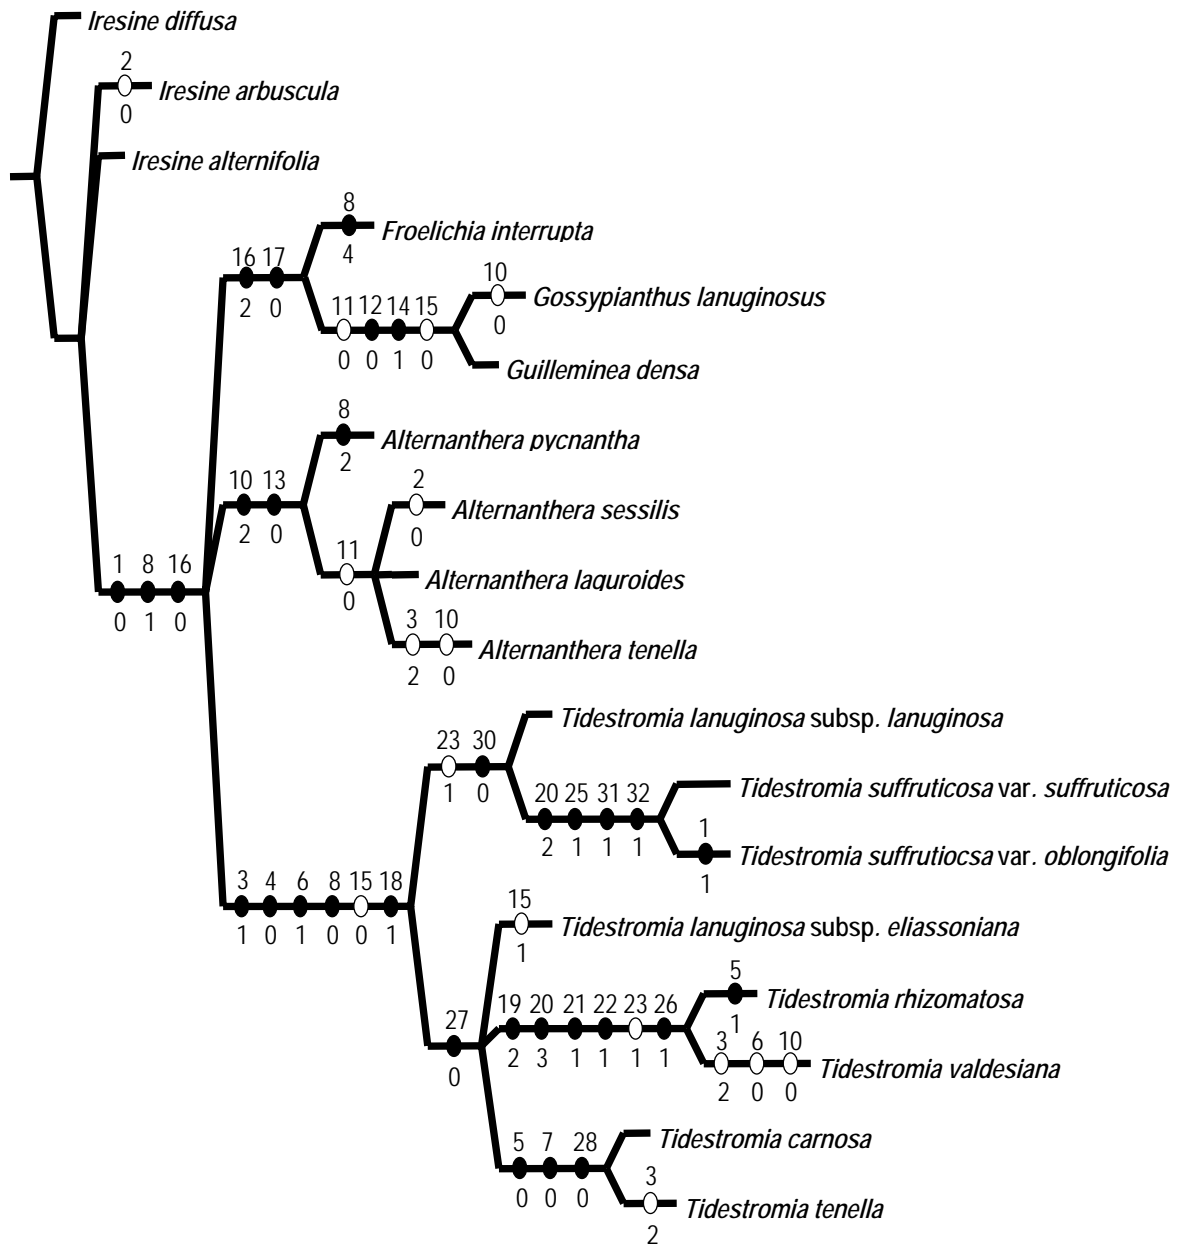 Iresine diffusa
2
Iresine arbuscula
0
Iresine alternifolia
8
Froelichia interrupta
4
16 17
2 0
10
Gossypianthus lanuginosus
0
11 12 14 15
0 0 1 0
Guilleminea densa
8
Alternanthera pycnantha
2
10 13
2 0
2
Alternanthera sessilis
0
11
Alternanthera laguroides
0
1 8 16
0 1 0
3 10
Alternanthera tenella
2 0
Tidestromia lanuginosa subsp. lanuginosa
23 30
1 0
20 25 31 32
Tidestromia suffruticosa var. suffruticosa
2 1 1 1
1
Tidestromia suffrutiocsa var. oblongifolia
1
3 4 6 8 15 18
1 0 1 0 0 1
15
Tidestromia lanuginosa subsp. eliassoniana
1
5
Tidestromia rhizomatosa
1
19 20 21 22 23 26
2 3 1 1 1 1
27
0
3 6 10
Tidestromia valdesiana
2 0 0
Tidestromia carnosa
5 7 28
0 0 0
3
Tidestromia tenella
2